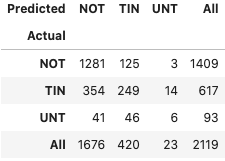 Predicted NOT TIN UNT All
Actual
NOT 1281 125 3 1409
TIN 354 249 14 617
UNT 41 46 6 93
All 1676 420 23 2119